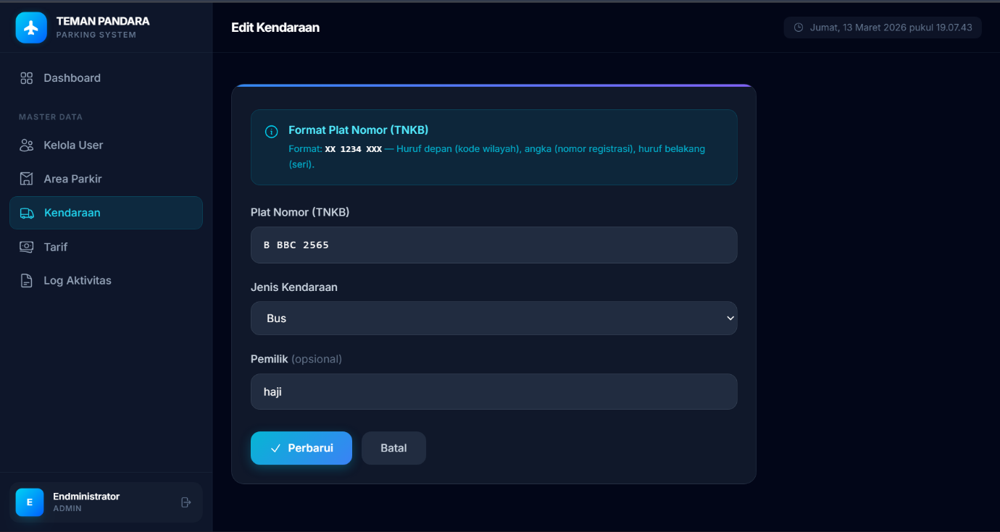 TEMAN PANDARA
PARKING SYSTEM
Dashboard
MASTER DATA
Kelola User
Area Parkir
Kendaraan
Tarif
Log Aktivitas
E
Endministrator
ADMIN
Edit Kendaraan
Jumat, 13 Maret 2026 pukul 19.07.43
Format Plat Nomor (TNKB)
Format: XX 1234 XXX — Huruf depan (kode wilayah), angka (nomor registrasi), huruf belakang
(seri).
Plat Nomor (TNKB)
B BBC 2565
Jenis Kendaraan
Bus
Pemilik (opsional)
haji
Perbarui
Batal